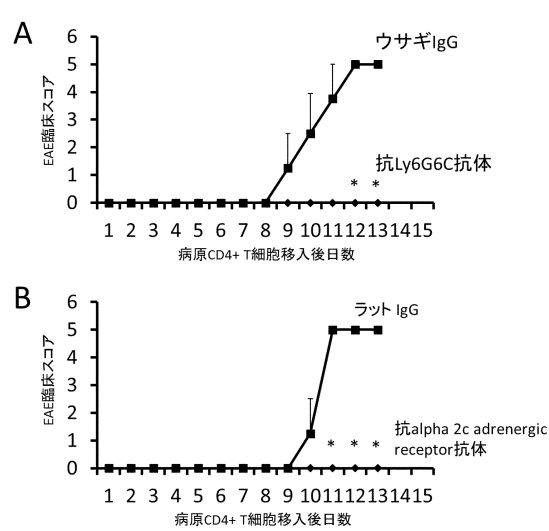 A
6
5
4
3
2
1
0
EAE臨床スコア
ウサギIgG
抗Ly6G6C抗体
* *
1 2 3 4 5 6 7 8 9 10 11 12 13 14 15
病原CD4+ T細胞移入後日数
B
6
5
4
3
2
1
0
EAE臨床スコア
ラット IgG
抗alpha 2c adrenergic
receptor抗体
* * *
1 2 3 4 5 6 7 8 9 10 11 12 13 14 15
病原CD4+ T細胞移入後日数